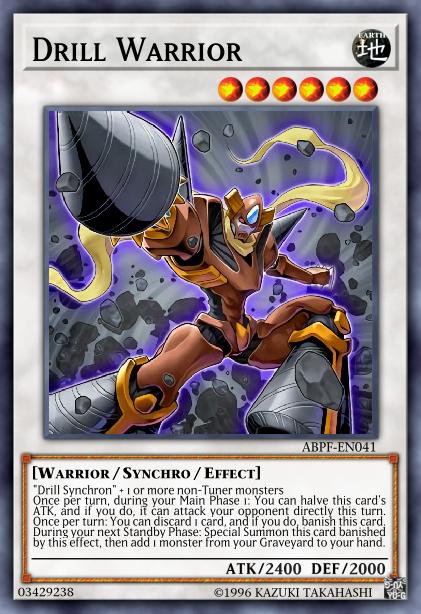 DRILL WARRIOR
EARTH
地
ABPF-EN041
[WARRIOR / SYNCHRO / EFFECT]
"Drill Synchron" + 1 or more non-Tuner monsters
Once per turn, during your Main Phase 1: You can halve this card's
ATK, and if you do, it can attack your opponent directly this turn.
Once per turn: You can discard 1 card, and if you do, banish this card.
During your next Standby Phase: Special Summon this card banished
by this effect, then add 1 monster from your Graveyard to your hand.
ATK/2400 DEF/2000
03429238
©1996 KAZUKI TAKAHASHI